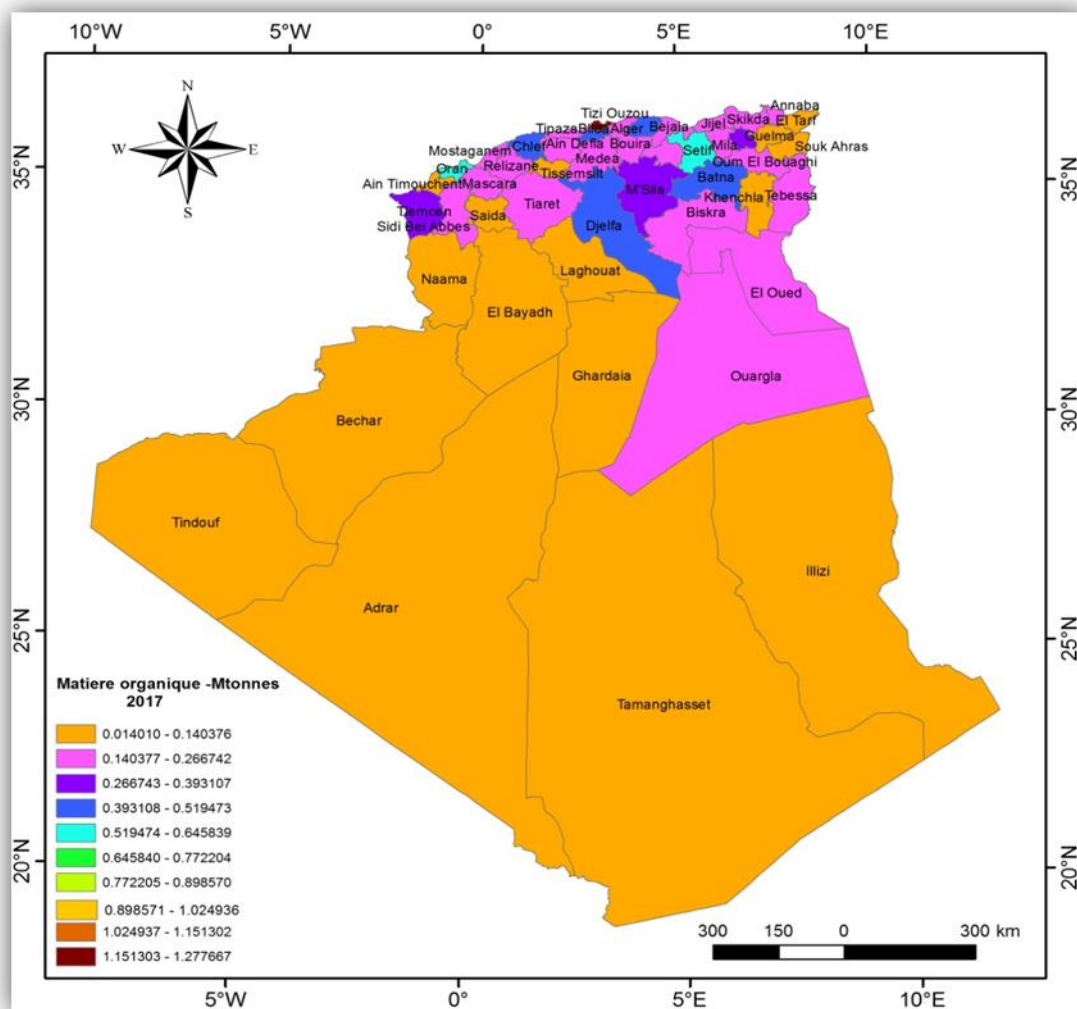 10°W 5°W 0° 5°E 10°E
N
W E
S
35°N 30°N 25°N 20°N
35°N 30°N 25°N 20°N
Annaba
Tizi Ouzou
Skikda El Tarf
Tipaza Blida Alger Bejaia Jijel
Guelma
Mostaganem Chlef Ain Defla Bouira Setif Mila Souk Ahras
Oran Relizane Medea Oum El Bouaghi
Ain Timouchent Mascara Tissemsilt M'Sila Batna
Khenchla Tebessa
Tlemcen Saida Tiaret Biskra
Sidi Bel Abbes Djelfa
Naama Laghouat
El Bayadh El Oued
Ghardaia Ouargla
Bechar
Tindouf
Illizi
Adrar
Tamanghasset
Matiere organique -Mtonnes
2017
0.014010 - 0.140376
0.140377 - 0.266742
0.266743 - 0.393107
0.393108 - 0.519473
0.519474 - 0.645839
0.645840 - 0.772204
0.772205 - 0.898570
0.898571 - 1.024936
1.024937 - 1.151302
1.151303 - 1.277667
300 150 0 300 km
5°W 0° 5°E 10°E